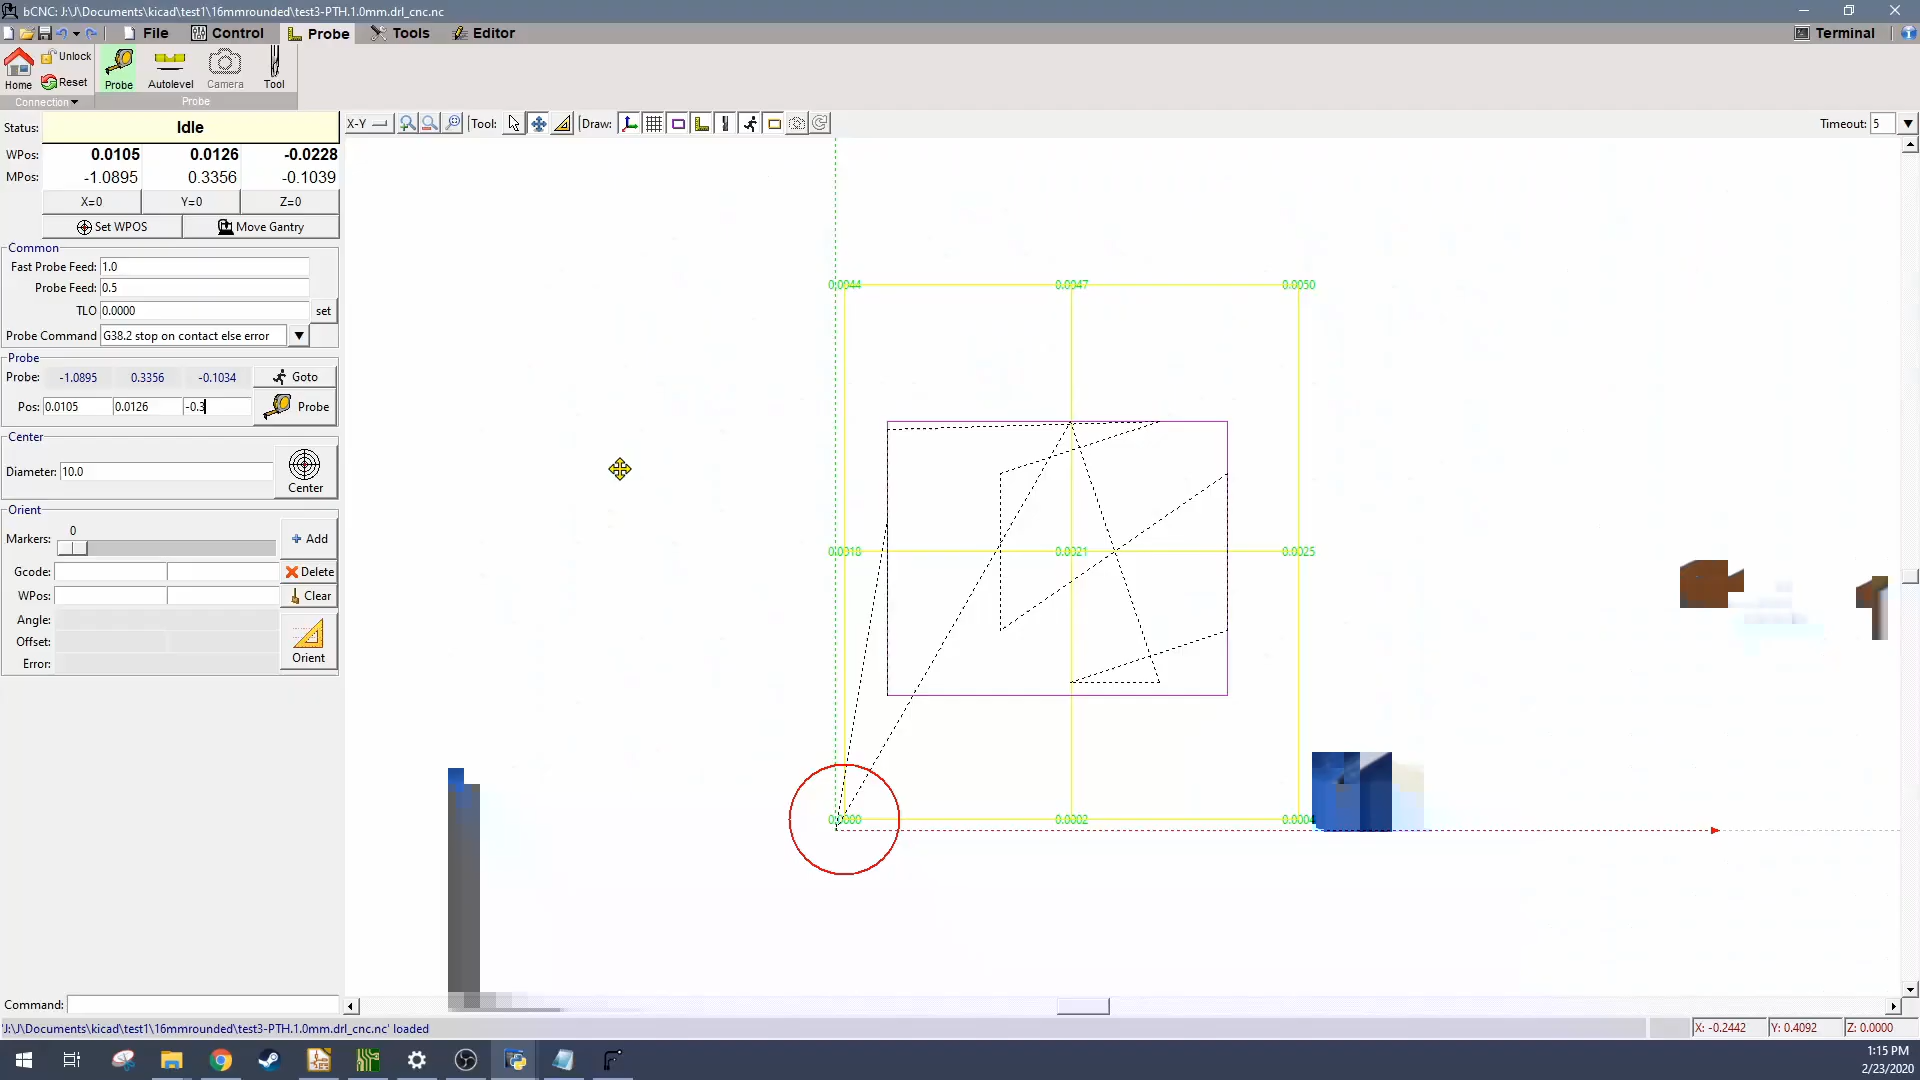 bCNC: J:\J\Documents\kicad\test1\16mmrounded\test3-PTH.1.0mm.drl_cnc.nc
File Control Probe Tools Editor Terminal
Home Unlock Reset Probe Autolevel Camera Tool
Connection Probe
Status: Idle
WPos: 0.0105 0.0126 -0.0228
MPos: -1.0895 0.3356 -0.1039
X=0 Y=0 Z=0
Set WPOS Move Gantry
Common
Fast Probe Feed: 1.0
Probe Feed: 0.5
TLO 0.0000 set
Probe Command G38.2 stop on contact else error
Probe
Probe: -1.0895 0.3356 -0.1034 Goto
Pos: 0.0105 0.0126 -0.3 Probe
Center
Diameter: 10.0 Center
Orient
Markers: 0 Add
Gcode: Delete
WPos: Clear
Angle:
Offset: Orient
Error:
Command:
X-Y Tool: Draw: Timeout: 5
0.0044 0.0047 0.0050
0.0018 0.0021 0.0025
0.0000 0.0002 0.0004
'J:\J\Documents\kicad\test1\16mmrounded\test3-PTH.1.0mm.drl_cnc.nc' loaded
X: -0.2442 Y: 0.4092 Z: 0.0000
1:15 PM
2/23/2020